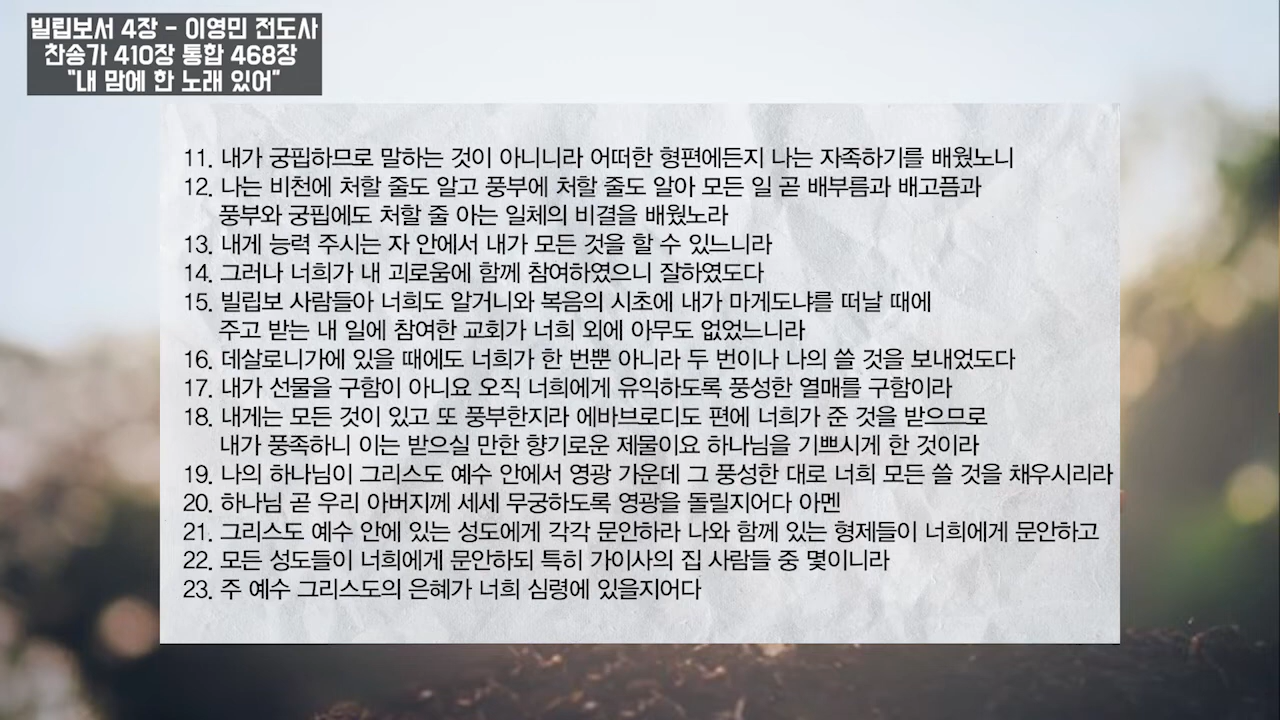 빌립보서 4장 - 이영민 전도사
찬송가 410장 통합 468장
"내 맘에 한 노래 있어"
11. 내가 궁핍하므로 말하는 것이 아니니라 어떠한 형편에든지 나는 자족하기를 배웠노니
12. 나는 비천에 처할 줄도 알고 풍부에 처할 줄도 알아 모든 일 곧 배부름과 배고픔과
풍부와 궁핍에도 처할 줄 아는 일체의 비결을 배웠노라
13. 내게 능력 주시는 자 안에서 내가 모든 것을 할 수 있느니라
14. 그러나 너희가 내 괴로움에 함께 참여하였으니 잘하였도다
15. 빌립보 사람들아 너희도 알거니와 복음의 시초에 내가 마게도냐를 떠날 때에
주고 받는 내 일에 참여한 교회가 너희 외에 아무도 없었느니라
16. 데살로니가에 있을 때에도 너희가 한 번뿐 아니라 두 번이나 나의 쓸 것을 보내었도다
17. 내가 선물을 구함이 아니요 오직 너희에게 유익하도록 풍성한 열매를 구함이라
18. 내게는 모든 것이 있고 또 풍부한지라 에바브로디도 편에 너희가 준 것을 받으므로
내가 풍족하니 이는 받으실 만한 향기로운 제물이요 하나님을 기쁘시게 한 것이라
19. 나의 하나님이 그리스도 예수 안에서 영광 가운데 그 풍성한 대로 너희 모든 쓸 것을 채우시리라
20. 하나님 곧 우리 아버지께 세세 무궁하도록 영광을 돌릴지어다 아멘
21. 그리스도 예수 안에 있는 성도에게 각각 문안하라 나와 함께 있는 형제들이 너희에게 문안하고
22. 모든 성도들이 너희에게 문안하되 특히 가이사의 집 사람들 중 몇이니라
23. 주 예수 그리스도의 은혜가 너희 심령에 있을지어다